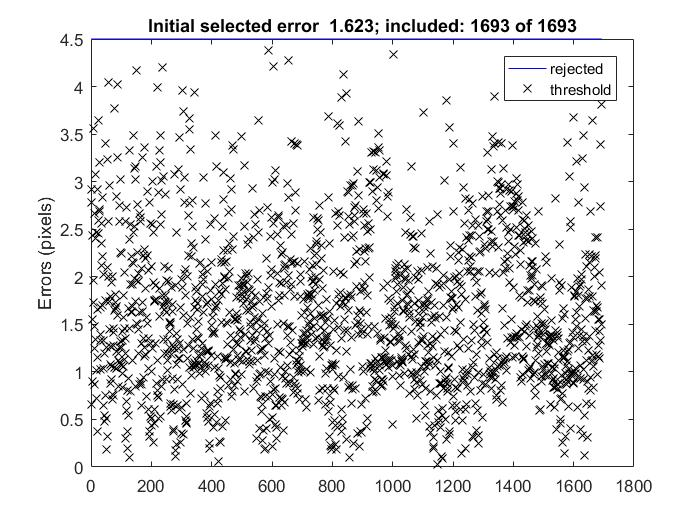 Initial selected error  1.623; included: 1693 of 1693
4.5
4
3.5
3
2.5
2
1.5
1
0.5
0
Errors (pixels)
rejected
threshold
0 200 400 600 800 1000 1200 1400 1600 1800